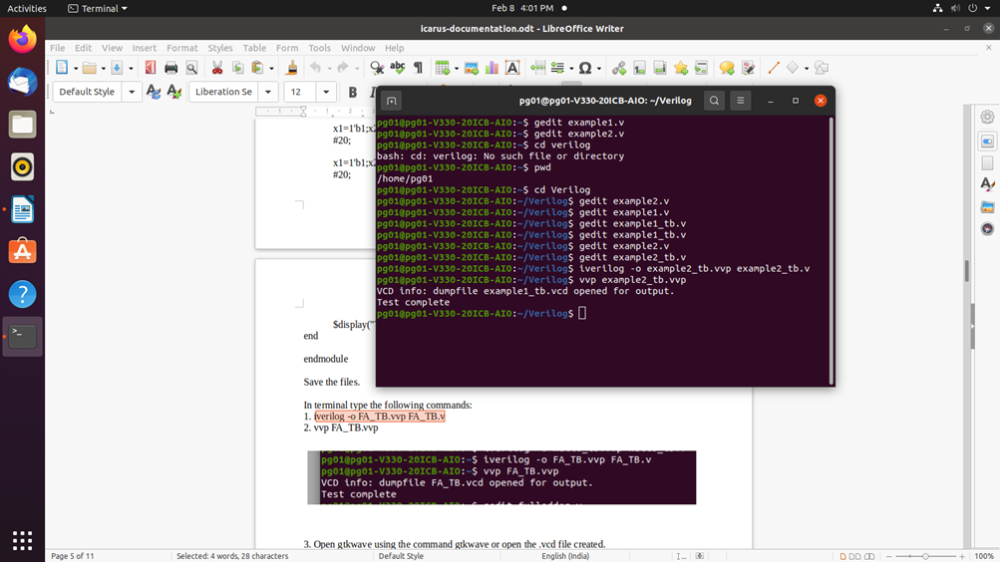 Activities
Terminal
Feb 8 4:01 PM
icarus-documentation.odt - LibreOffice Writer
File Edit View Insert Format Styles Table Form Tools Window Help
Default Style
Liberation Se
12
B
x1=1'b1;x2
#20;
x1=1'b1;x2
#20;
pg01@pg01-V330-20ICB-AIO: ~/Verilog
pg01@pg01-V330-20ICB-AIO:~$ gedit example1.v
pg01@pg01-V330-20ICB-AIO:~$ gedit example2.v
pg01@pg01-V330-20ICB-AIO:~$ cd verilog
bash: cd: verilog: No such file or directory
pg01@pg01-V330-20ICB-AIO:~$ pwd
/home/pg01
pg01@pg01-V330-20ICB-AIO:~$ cd Verilog
pg01@pg01-V330-20ICB-AIO:~/Verilog$ gedit example2.v
pg01@pg01-V330-20ICB-AIO:~/Verilog$ gedit example1.v
pg01@pg01-V330-20ICB-AIO:~/Verilog$ gedit example1_tb.v
pg01@pg01-V330-20ICB-AIO:~/Verilog$ gedit example1_tb.v
pg01@pg01-V330-20ICB-AIO:~/Verilog$ gedit example2.v
pg01@pg01-V330-20ICB-AIO:~/Verilog$ gedit example2_tb.v
pg01@pg01-V330-20ICB-AIO:~/Verilog$ iverilog -o example2_tb.vvp example2_tb.v
pg01@pg01-V330-20ICB-AIO:~/Verilog$ vvp example2_tb.vvp
VCD info: dumpfile example1_tb.vcd opened for output.
Test complete
pg01@pg01-V330-20ICB-AIO:~/Verilog$
$display("
end
endmodule
Save the files.
In terminal type the following commands:
1. iverilog -o FA_TB.vvp FA_TB.v
2. vvp FA_TB.vvp
pg01@pg01-V330-20ICB-AIO:~$ iverilog -o FA_TB.vvp FA_TB.v
pg01@pg01-V330-20ICB-AIO:~$ vvp FA_TB.vvp
VCD info: dumpfile FA_TB.vcd opened for output.
Test complete
3. Open gtkwave using the command gtkwave or open the .vcd file created.
Page 5 of 11
Selected: 4 words, 28 characters
Default Style
English (India)
100%